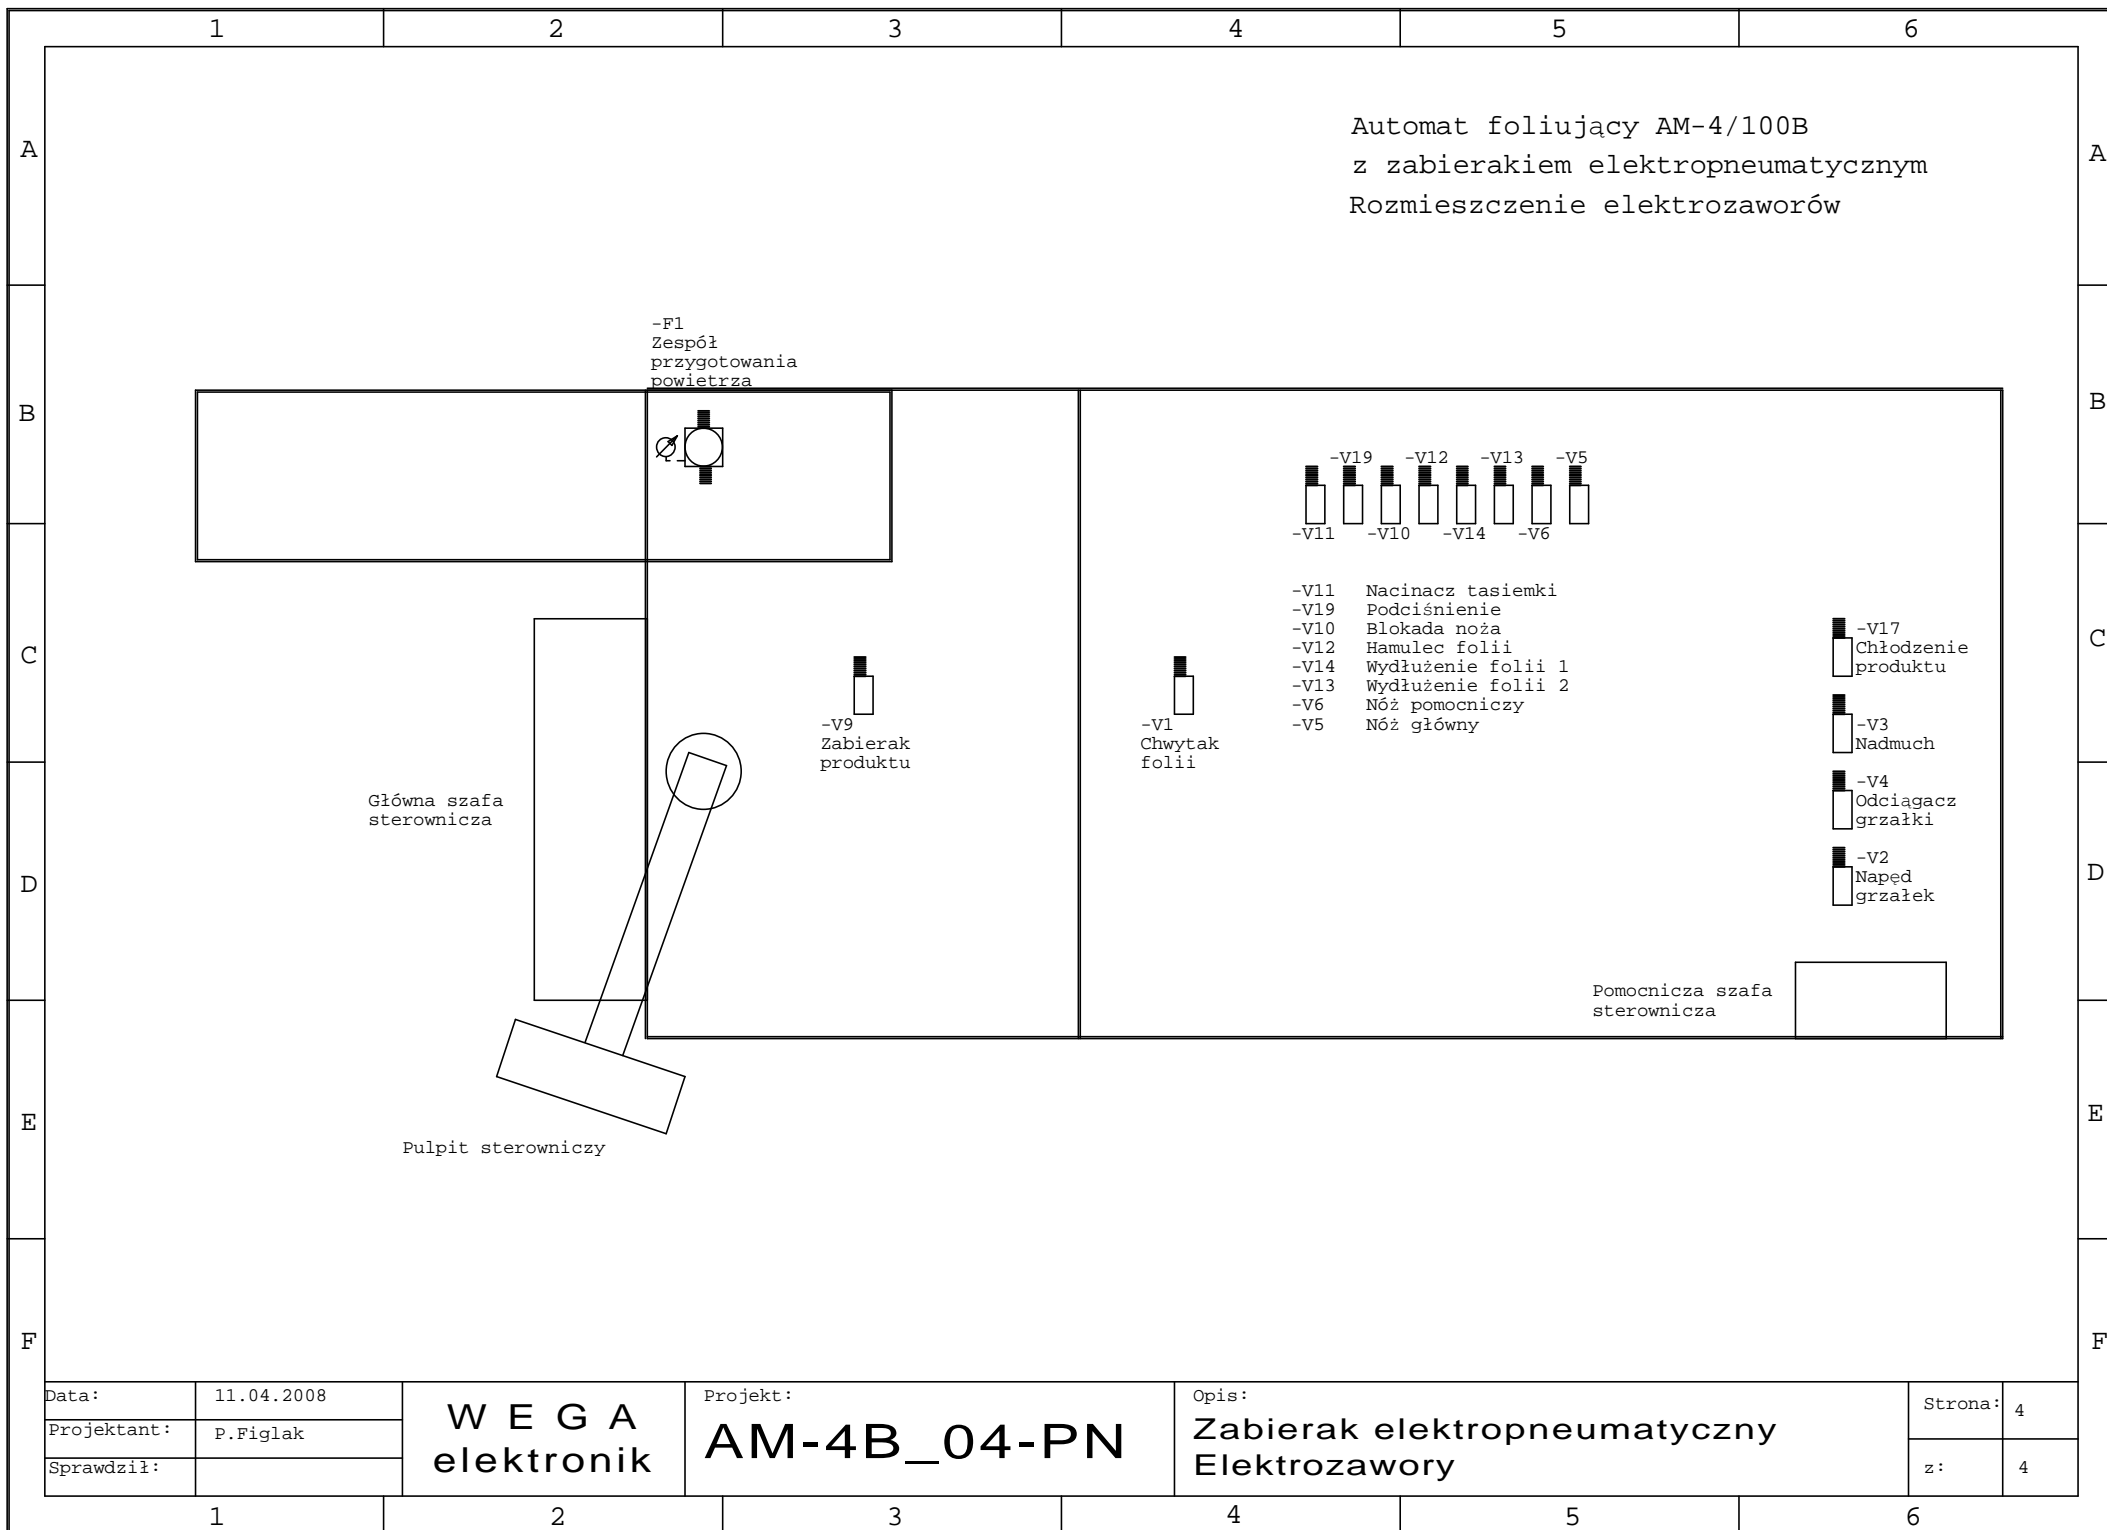 1 2 3 4 5 6
Automat foliujący AM-4/100B
z zabierakiem elektropneumatycznym
Rozmieszczenie elektrozaworów
A A
-F1
Zespół
przygotowania
powietrza
B B
-V19 -V12 -V13 -V5
-V11 -V10 -V14 -V6
-V11 Nacinacz tasiemki
-V19 Podciśnienie
-V10 Blokada noża
-V12 Hamulec folii
-V14 Wydłużenie folii 1
-V13 Wydłużenie folii 2
-V6 Nóż pomocniczy
-V5 Nóż główny
C C
-V17
Chłodzenie
produktu
-V9
Zabierak
produktu
-V1
Chwytak
folii
-V3
Nadmuch
-V4
Odciągacz
grzałki
Główna szafa
sterownicza
-V2
Napęd
grzałek
D D
Pomocnicza szafa
sterownicza
E E
Pulpit sterowniczy
F F
Data: 11.04.2008
Projektant: P.Figlak
Sprawdził:
W E G A
elektronik
Projekt:
AM-4B_04-PN
Opis:
Zabierak elektropneumatyczny
Elektrozawory
Strona: 4
z: 4
1 2 3 4 5 6